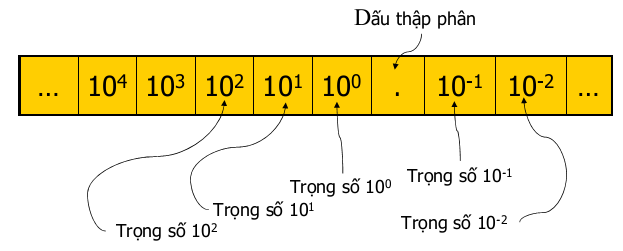 Dấu thập phân
... 10⁴ 10³ 10² 10¹ 10⁰ . 10⁻¹ 10⁻² ...
Trọng số 10⁻¹
Trọng số 10⁰
Trọng số 10¹
Trọng số 10⁻²
Trọng số 10²